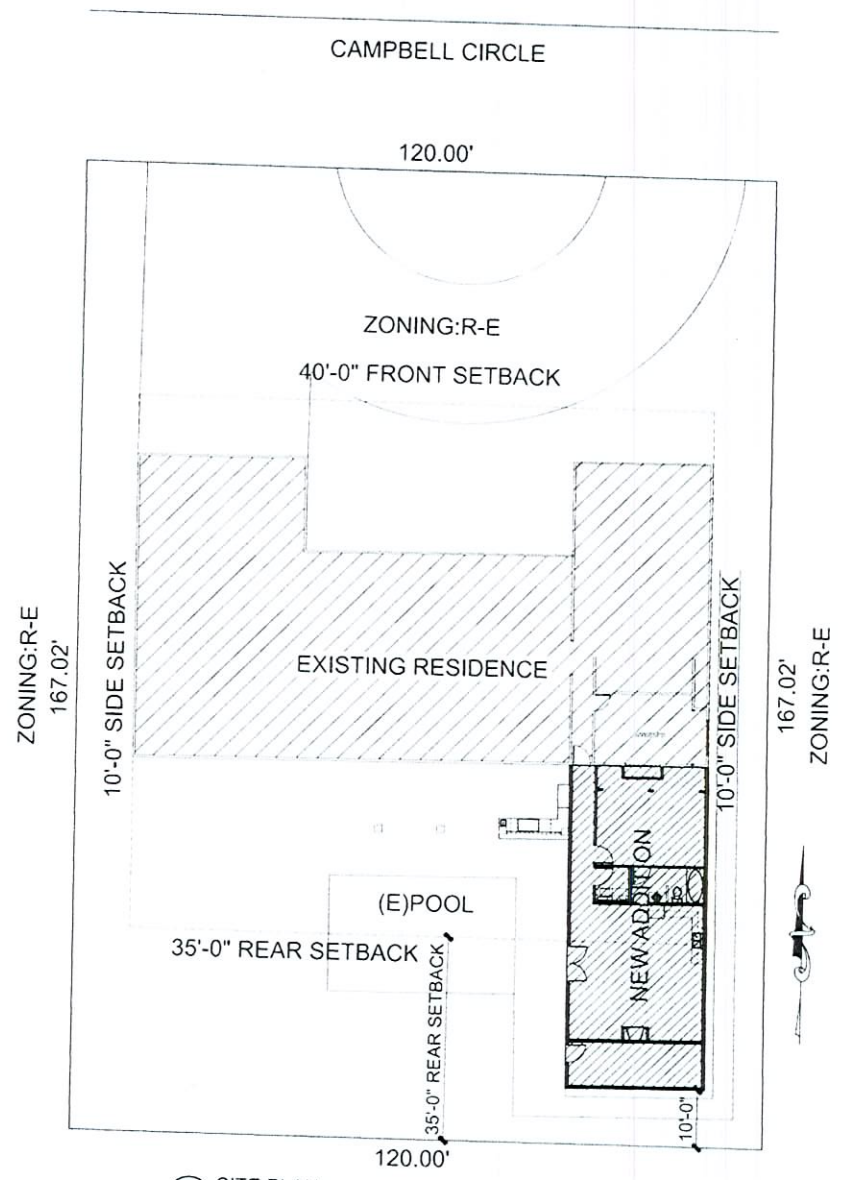 CAMPBELL CIRCLE
120.00'
ZONING:R-E
40'-0" FRONT SETBACK
ZONING:R-E
167.02'
10'-0" SIDE SETBACK
EXISTING RESIDENCE
10'-0" SIDE SETBACK
167.02'
ZONING:R-E
NEW ADDITION
(E)POOL
35'-0" REAR SETBACK
35'-0" REAR SETBACK
10'-0"
120.00'